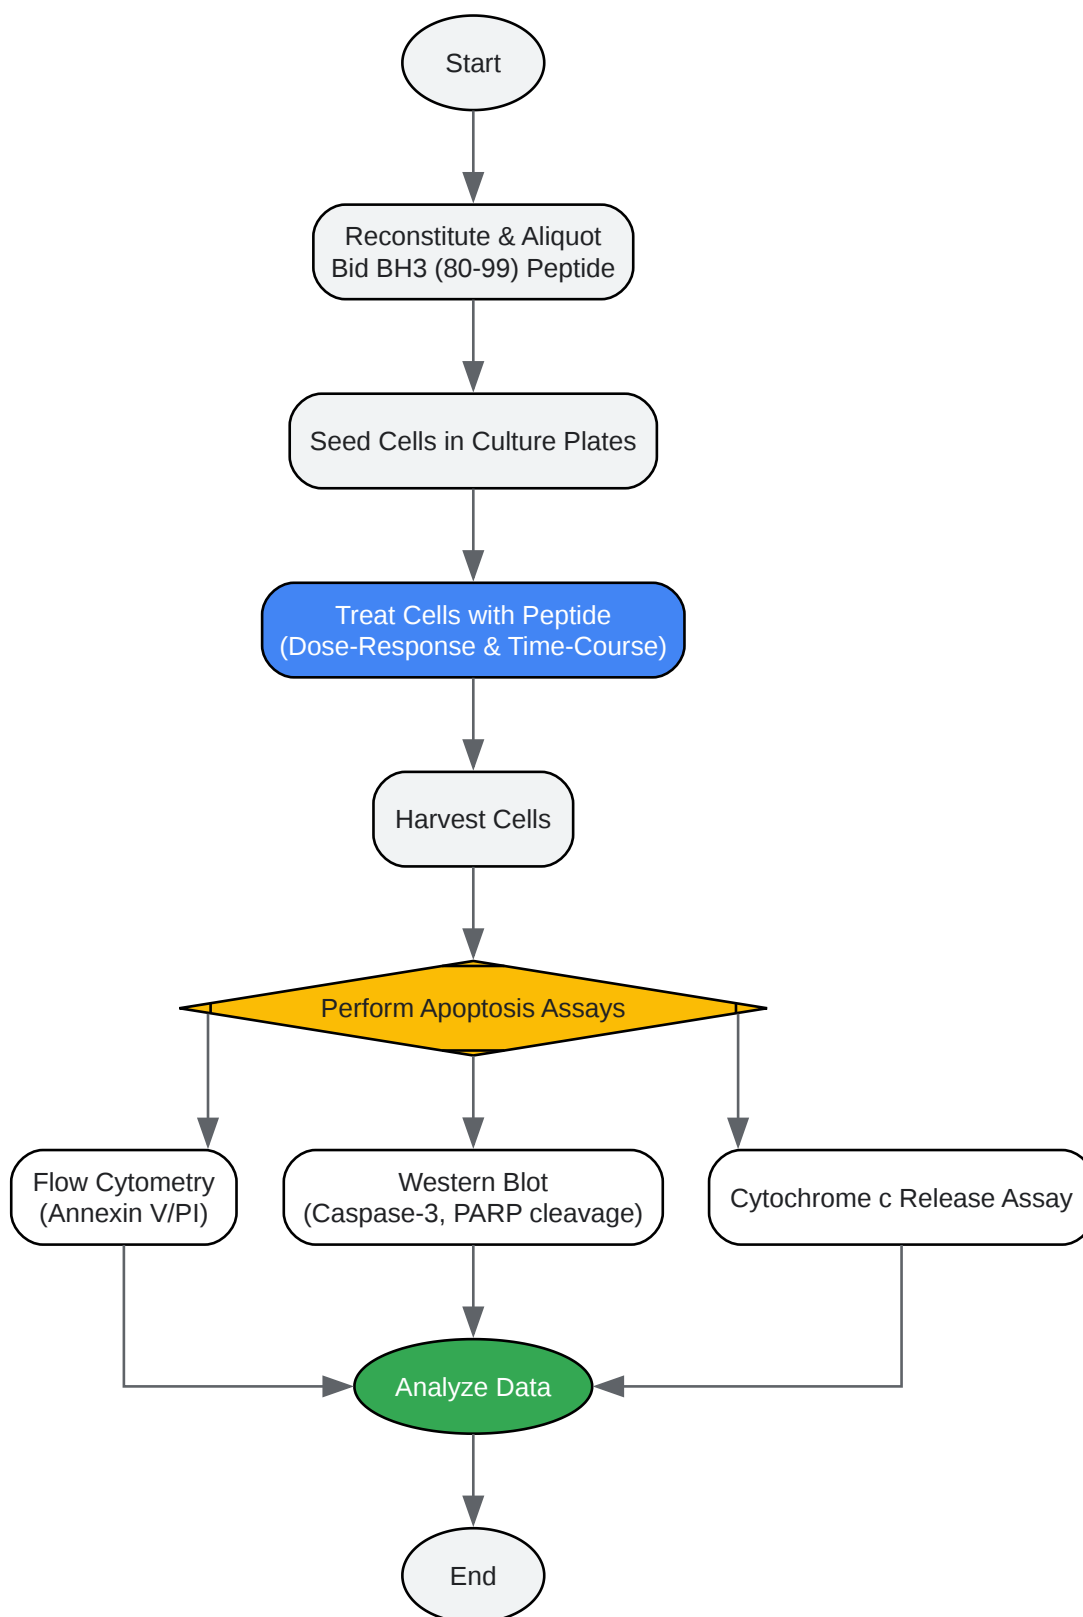 Start
Reconstitute & Aliquot
Bid BH3 (80-99) Peptide
Seed Cells in Culture Plates
Treat Cells with Peptide
(Dose-Response & Time-Course)
Harvest Cells
Perform Apoptosis Assays
Flow Cytometry
(Annexin V/PI)
Western Blot
(Caspase-3, PARP cleavage)
Cytochrome c Release Assay
Analyze Data
End